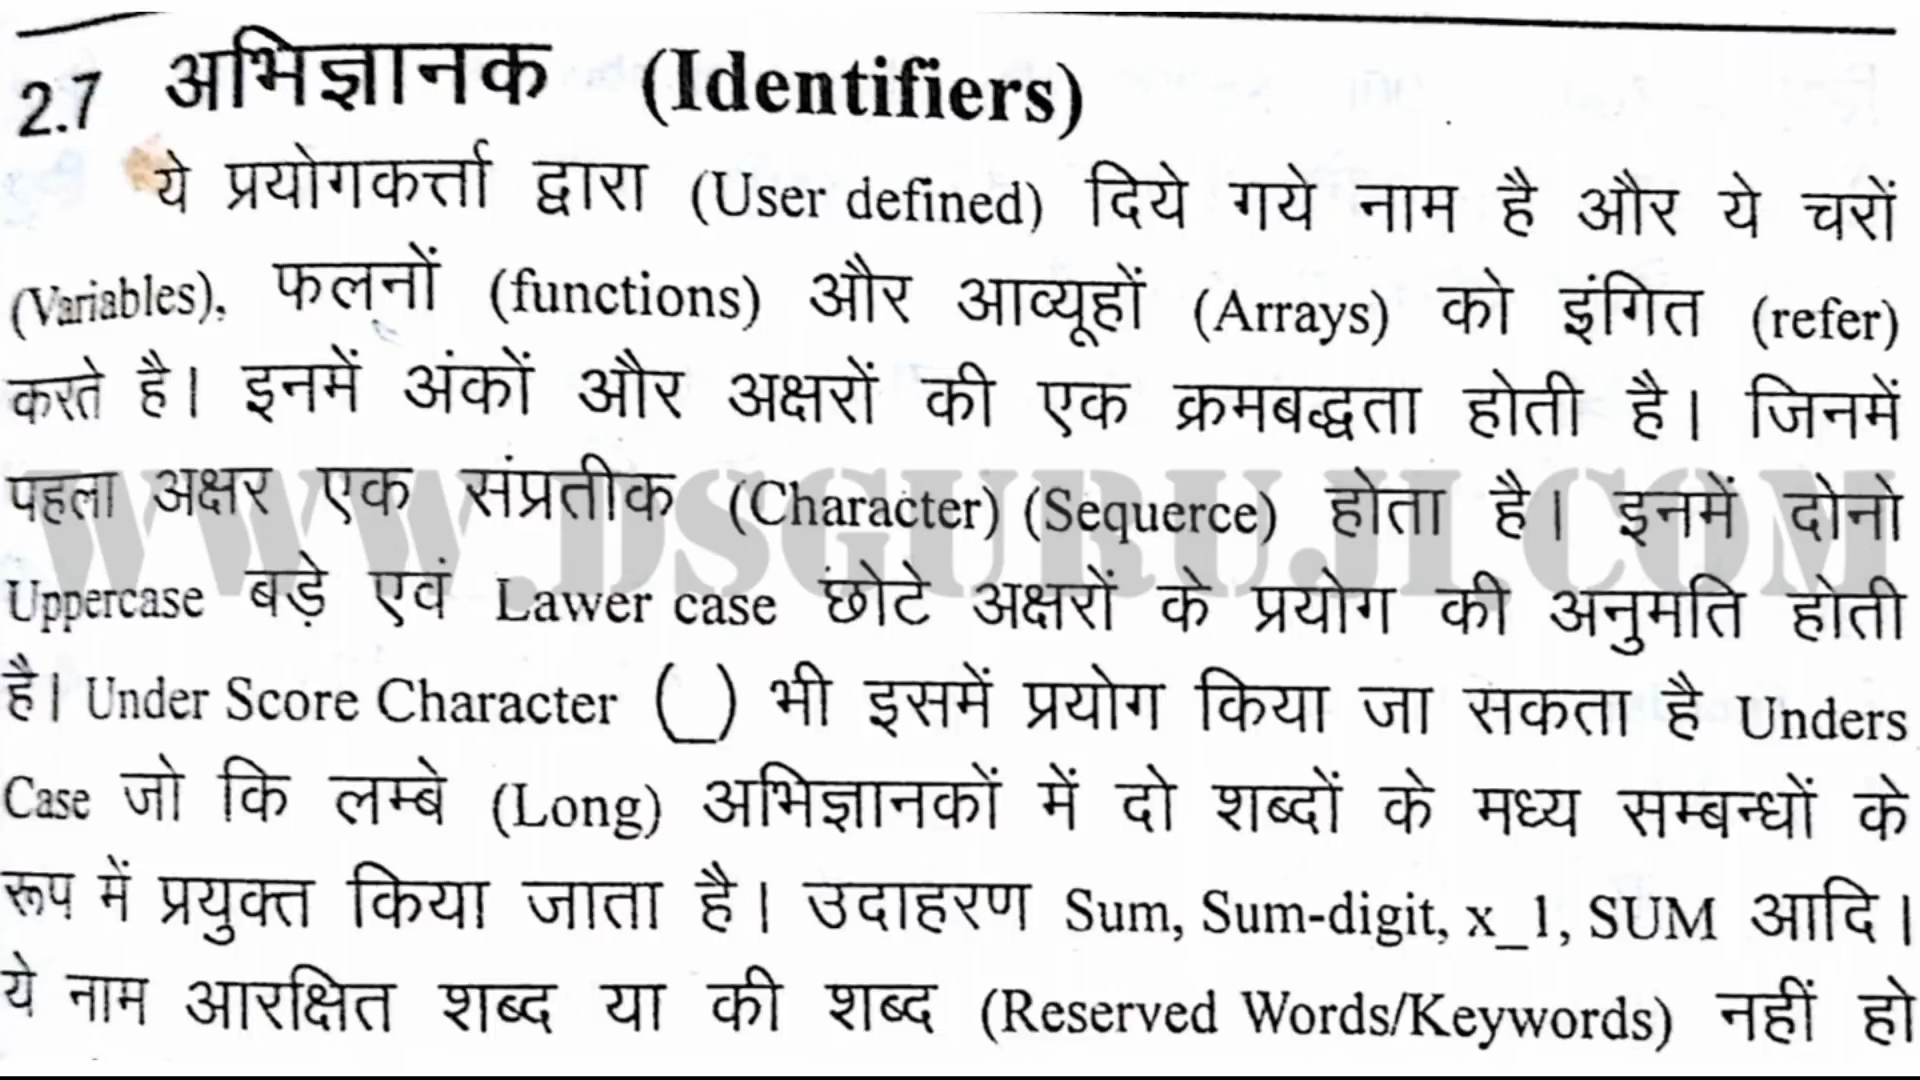 2.7 अभिज्ञानक (Identifiers)
ये प्रयोगकर्त्ता द्वारा (User defined) दिये गये नाम है और ये चरों
(Variables), फलनों (functions) और आव्यूहों (Arrays) को इंगित (refer)
करते है। इनमें अंकों और अक्षरों की एक क्रमबद्धता होती है। जिनमें
पहला अक्षर एक संप्रतीक (Character) (Sequerce) होता है। इनमें दोनो
WWW.DSGURUJI.COM
Uppercase बड़े एवं Lawer case छोटे अक्षरों के प्रयोग की अनुमति होती
है। Under Score Character (_) भी इसमें प्रयोग किया जा सकता है Unders
Case जो कि लम्बे (Long) अभिज्ञानकों में दो शब्दों के मध्य सम्बन्धों के
रूप में प्रयुक्त किया जाता है। उदाहरण Sum, Sum-digit, x_1, SUM आदि।
ये नाम आरक्षित शब्द या की शब्द (Reserved Words/Keywords) नहीं हो